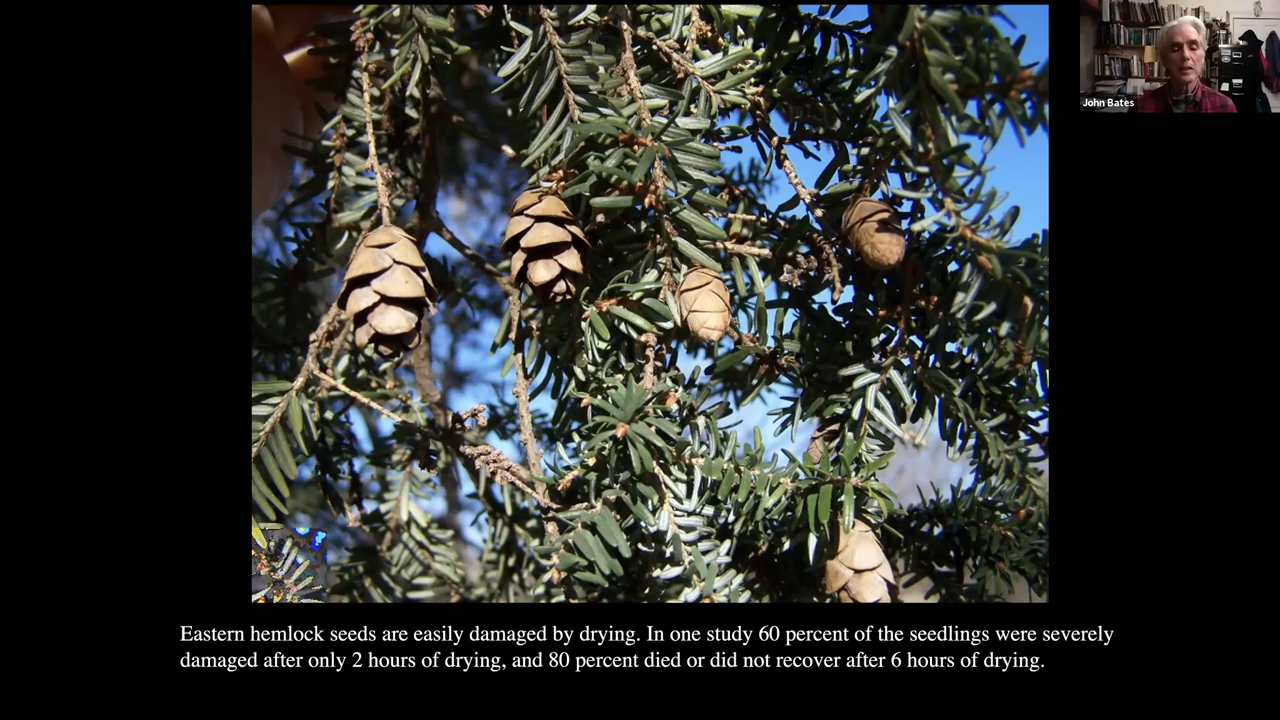 John Bates
Eastern hemlock seeds are easily damaged by drying. In one study 60 percent of the seedlings were severely
damaged after only 2 hours of drying, and 80 percent died or did not recover after 6 hours of drying.